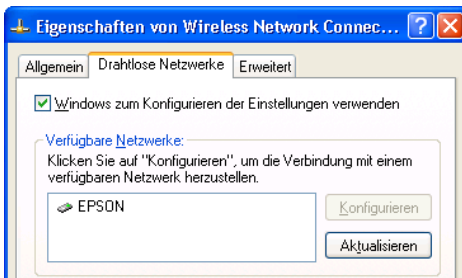 Eigenschaften von Wireless Network Connec... ?
Allgemein Drahtlose Netzwerke Erweitert
Windows zum Konfigurieren der Einstellungen verwenden
Verfügbare Netzwerke:
Klicken Sie auf "Konfigurieren", um die Verbindung mit einem
verfügbaren Netzwerk herzustellen.
EPSON
Konfigurieren
Aktualisieren